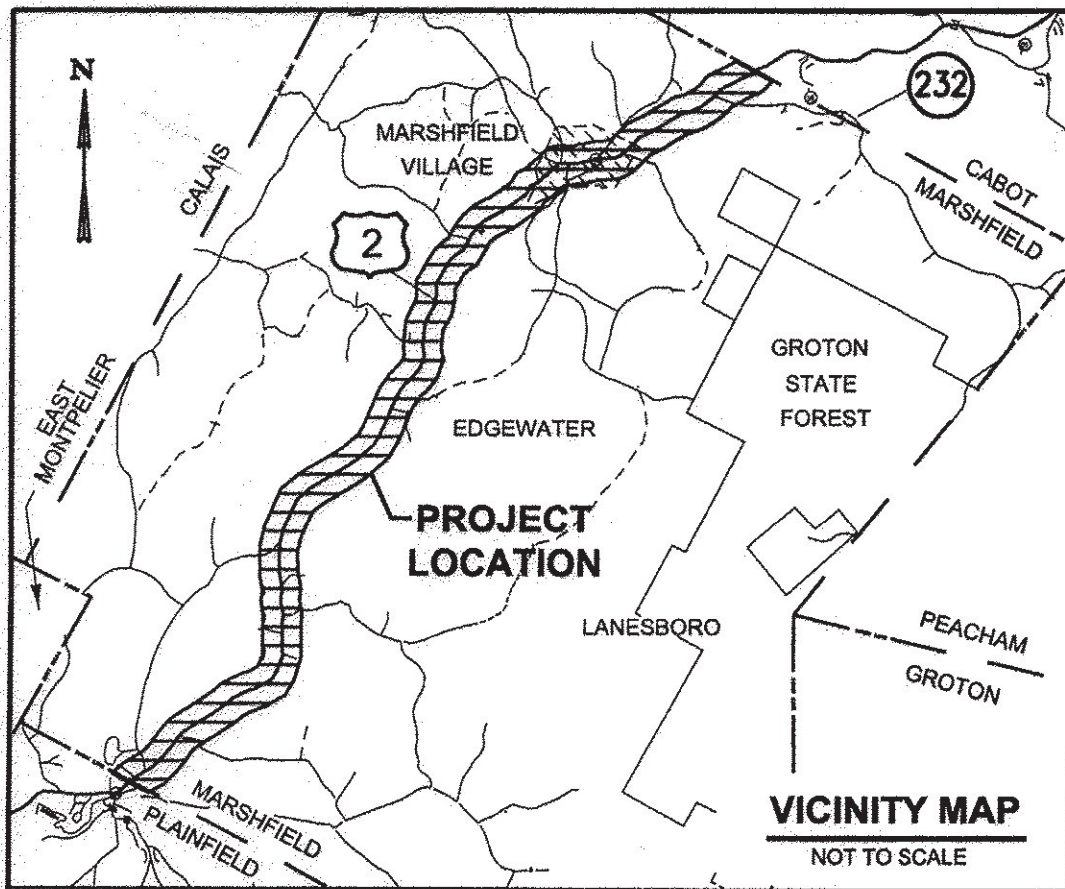 N
232
MARSHFIELD
VILLAGE
CALAIS
CABOT
MARSHFIELD
2
GROTON
STATE
FOREST
EAST
MONTPELIER
EDGEWATER
PROJECT
LOCATION
LANESBORO
PEACHAM
GROTON
MARSHFIELD
PLAINFIELD
VICINITY MAP
NOT TO SCALE